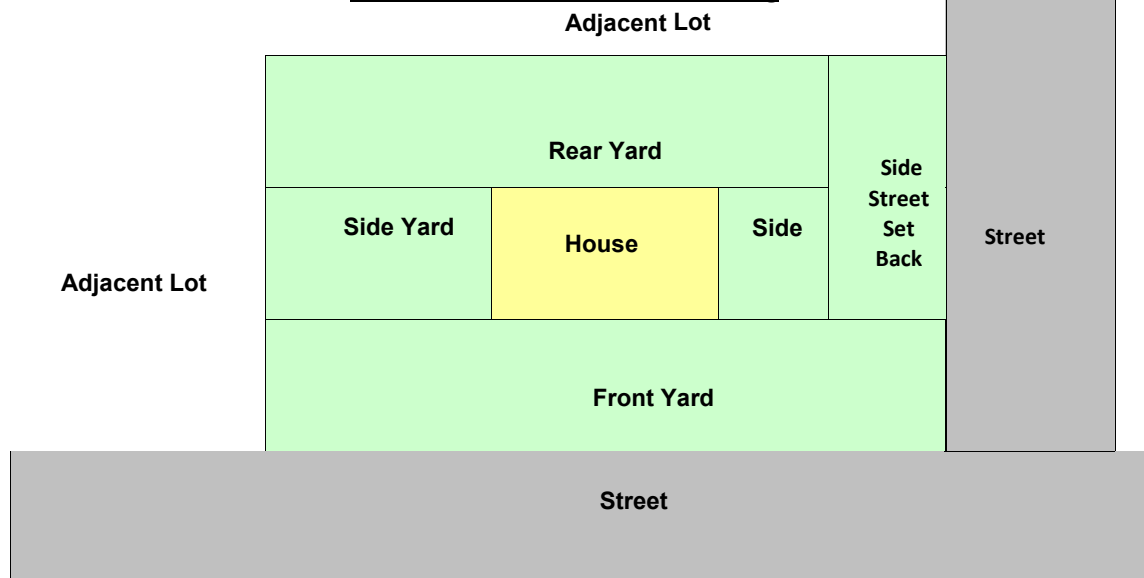 Adjacent Lot
Rear Yard
Side
Street
Set
Back
Side Yard
House
Side
Street
Adjacent Lot
Front Yard
Street